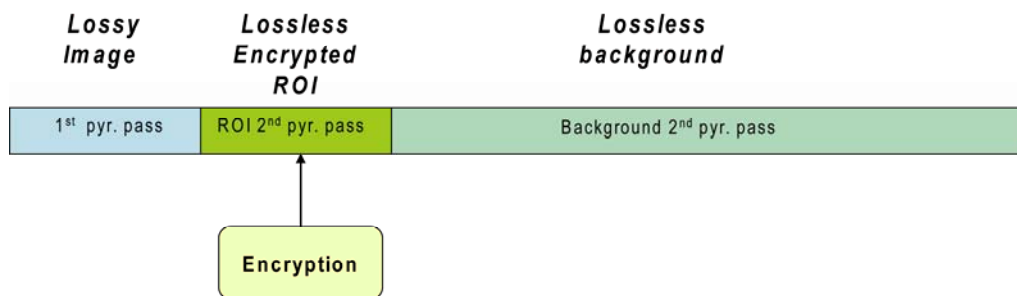 Lossy
Image
Lossless
Encrypted
ROI
Lossless
background
1st pyr. pass
ROI 2nd pyr. pass
Background 2nd pyr. pass
Encryption